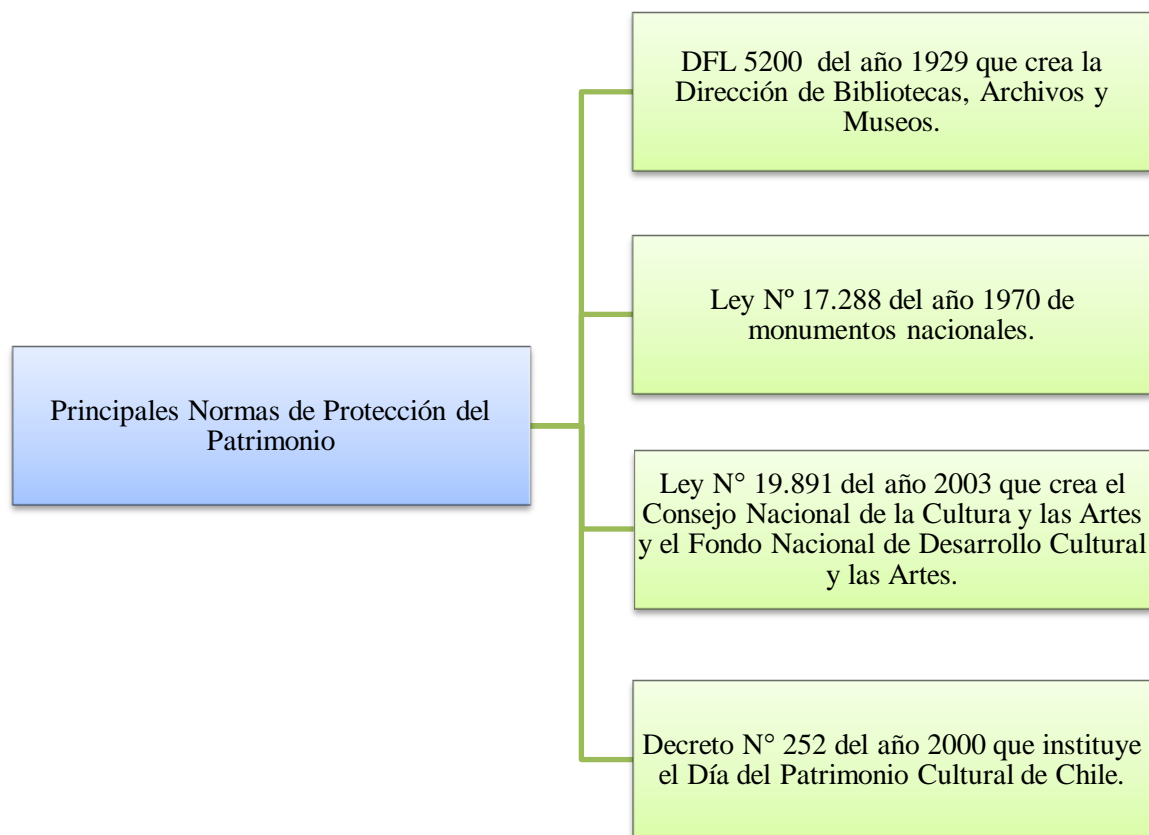 DFL 5200 del año 1929 que crea la
Dirección de Bibliotecas, Archivos y
Museos.
Ley Nº 17.288 del año 1970 de
monumentos nacionales.
Principales Normas de Protección del
Patrimonio
Ley N° 19.891 del año 2003 que crea el
Consejo Nacional de la Cultura y las Artes
y el Fondo Nacional de Desarrollo Cultural
y las Artes.
Decreto N° 252 del año 2000 que instituye
el Día del Patrimonio Cultural de Chile.